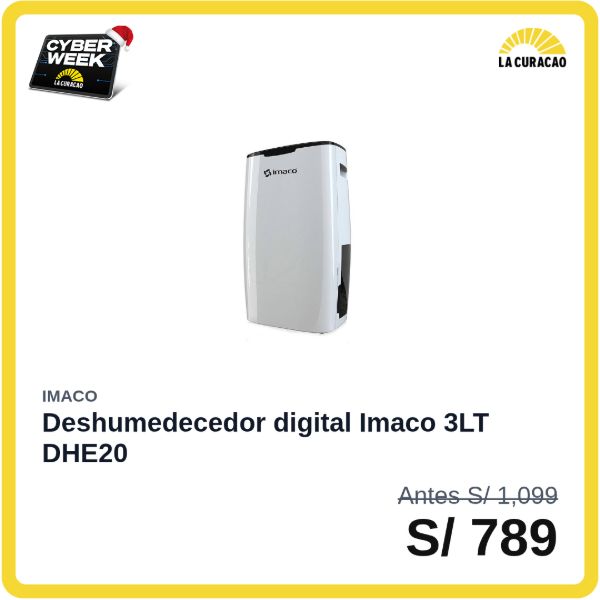 CYBER
WEEK
LA CURACAO
LA CURACAO
imaco
IMACO
Deshumedecedor digital Imaco 3LT
DHE20
Antes S/ 1,099
S/ 789